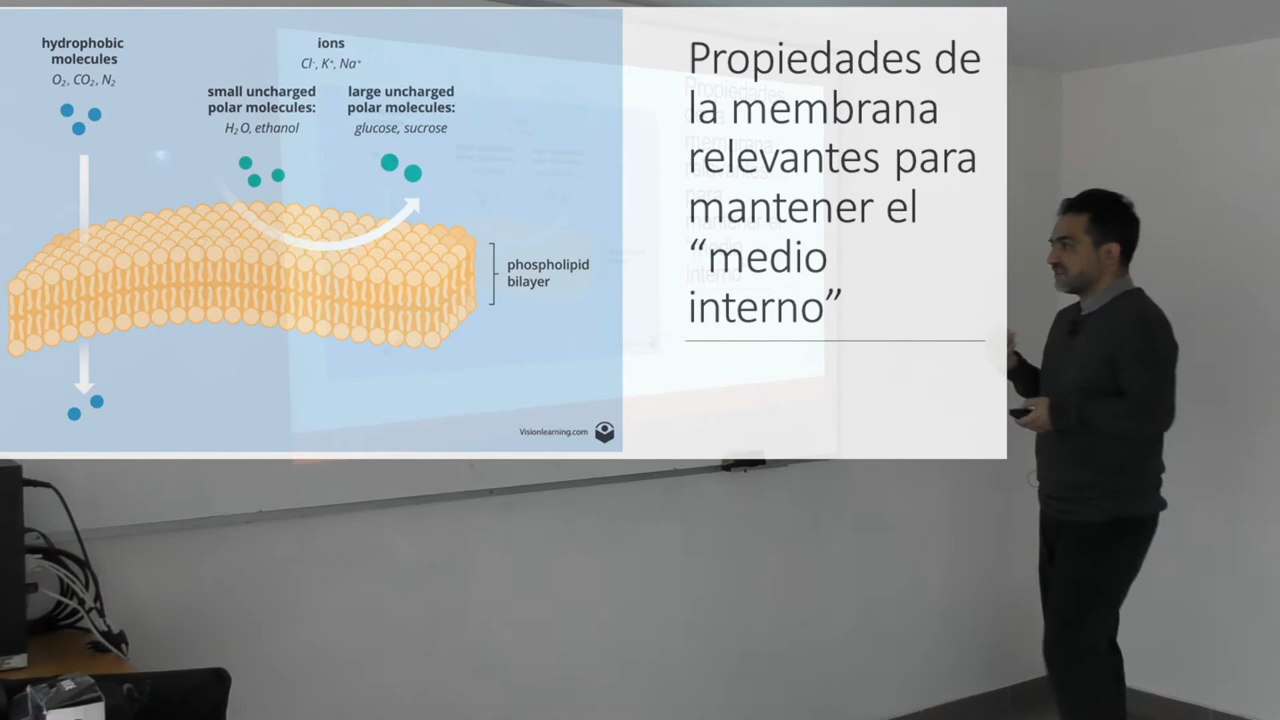 hydrophobic
molecules
O₂, CO₂, N₂
ions
Cl⁻, K⁺, Na⁺
small uncharged
polar molecules:
H₂O, ethanol
large uncharged
polar molecules:
glucose, sucrose
phospholipid
bilayer
Visionlearning.com
Propiedades de
la membrana
relevantes para
mantener el
“medio
interno”